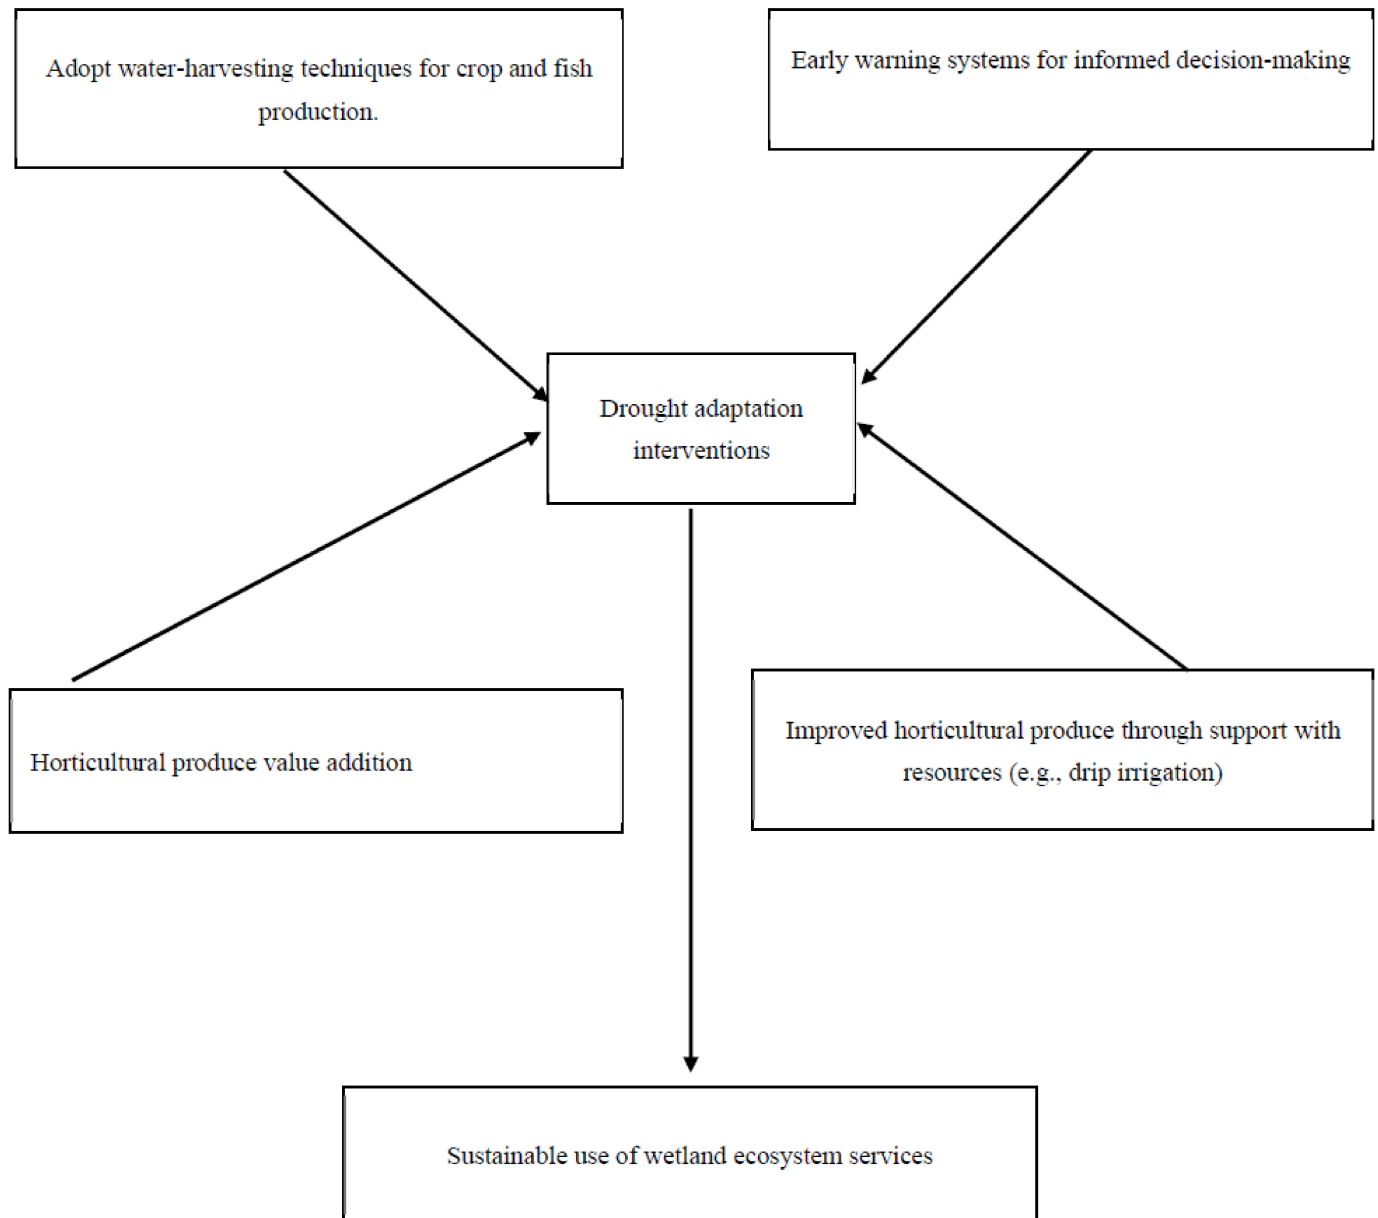 Adopt water-harvesting techniques for crop and fish
production.
Early warning systems for informed decision-making
Drought adaptation
interventions
Horticultural produce value addition
Improved horticultural produce through support with
resources (e.g., drip irrigation)
Sustainable use of wetland ecosystem services